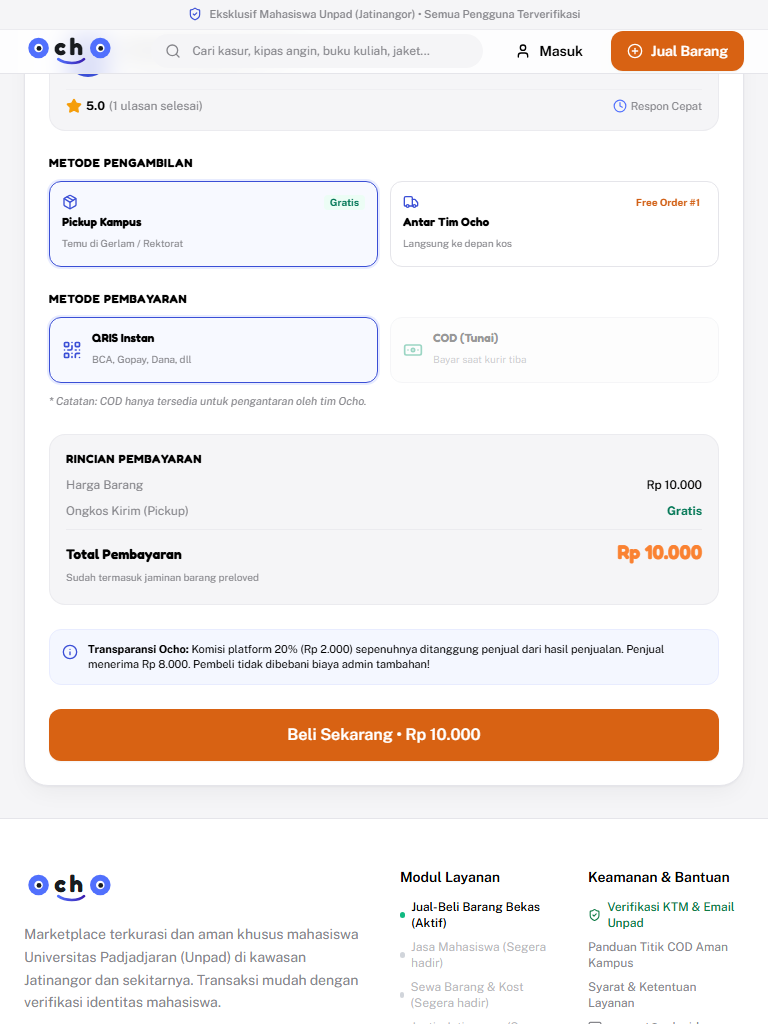 Eksklusif Mahasiswa Unpad (Jatinangor) • Semua Pengguna Terverifikasi
ocho
Cari kasur, kipas angin, buku kuliah, jaket...
Masuk
Jual Barang
5.0 (1 ulasan selesai)
Respon Cepat
METODE PENGAMBILAN
Gratis
Pickup Kampus
Temu di Gerlam / Rektorat
Free Order #1
Antar Tim Ocho
Langsung ke depan kos
METODE PEMBAYARAN
QRIS Instan
BCA, Gopay, Dana, dll
COD (Tunai)
Bayar saat kurir tiba
* Catatan: COD hanya tersedia untuk pengantaran oleh tim Ocho.
RINCIAN PEMBAYARAN
Harga Barang
Rp 10.000
Ongkos Kirim (Pickup)
Gratis
Total Pembayaran
Rp 10.000
Sudah termasuk jaminan barang preloved
Transparansi Ocho: Komisi platform 20% (Rp 2.000) sepenuhnya ditanggung penjual dari hasil penjualan. Penjual
menerima Rp 8.000. Pembeli tidak dibebani biaya admin tambahan!
Beli Sekarang • Rp 10.000
ocho
Marketplace terkurasi dan aman khusus mahasiswa
Universitas Padjadjaran (Unpad) di kawasan
Jatinangor dan sekitarnya. Transaksi mudah dengan
verifikasi identitas mahasiswa.
Modul Layanan
Jual-Beli Barang Bekas
(Aktif)
Jasa Mahasiswa (Segera
hadir)
Sewa Barang & Kost
(Segera hadir)
Keamanan & Bantuan
Verifikasi KTM & Email
Unpad
Panduan Titik COD Aman
Kampus
Syarat & Ketentuan
Layanan